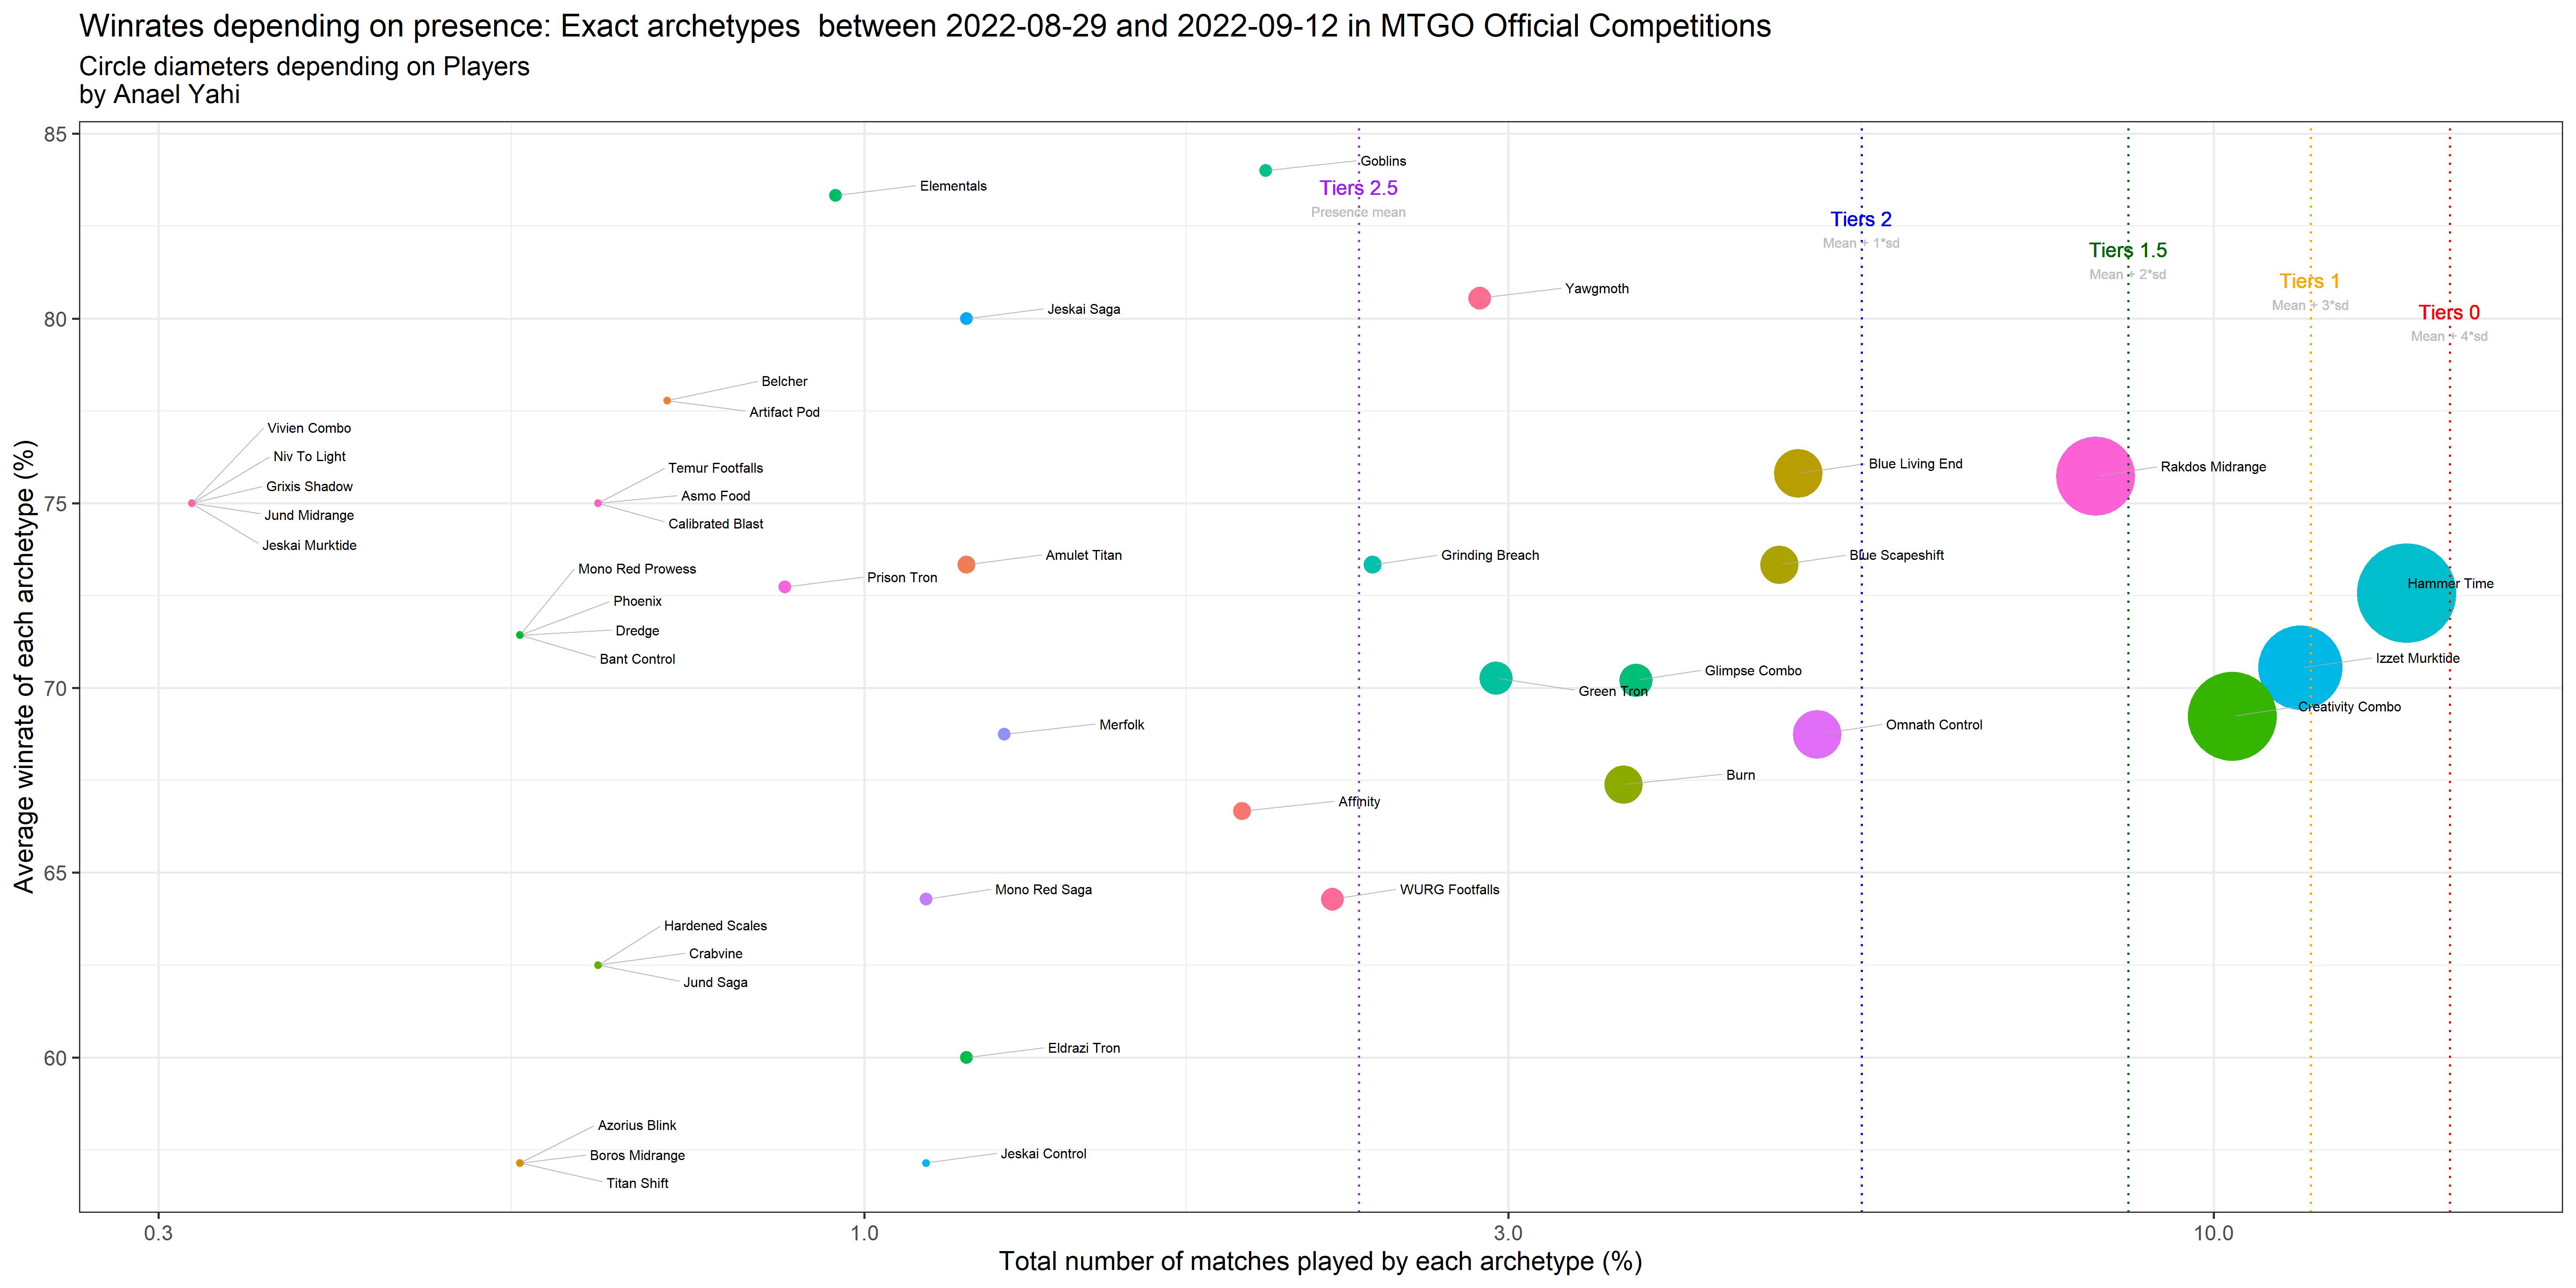 Winrates depending on presence: Exact archetypes  between 2022-08-29 and 2022-09-12 in MTGO Official Competitions
Circle diameters depending on Players
by Anael Yahi
85
80
75
70
65
60
Average winrate of each archetype (%)
Goblins
Elementals
Tiers 2.5
Presence mean
Tiers 2
Mean + 1*sd
Tiers 1.5
Mean + 2*sd
Tiers 1
Mean + 3*sd
Tiers 0
Mean + 4*sd
Yawgmoth
Jeskai Saga
Belcher
Artifact Pod
Vivien Combo
Niv To Light
Grixis Shadow
Jund Midrange
Jeskai Murktide
Temur Footfalls
Asmo Food
Calibrated Blast
Blue Living End
Rakdos Midrange
Mono Red Prowess
Phoenix
Dredge
Bant Control
Prison Tron
Amulet Titan
Grinding Breach
Blue Scapeshift
Hammer Time
Izzet Murktide
Creativity Combo
Green Tron
Glimpse Combo
Omnath Control
Merfolk
Burn
Affinity
Mono Red Saga
WURG Footfalls
Hardened Scales
Crabvine
Jund Saga
Eldrazi Tron
Azorius Blink
Boros Midrange
Titan Shift
Jeskai Control
0.3
1.0
3.0
10.0
Total number of matches played by each archetype (%)